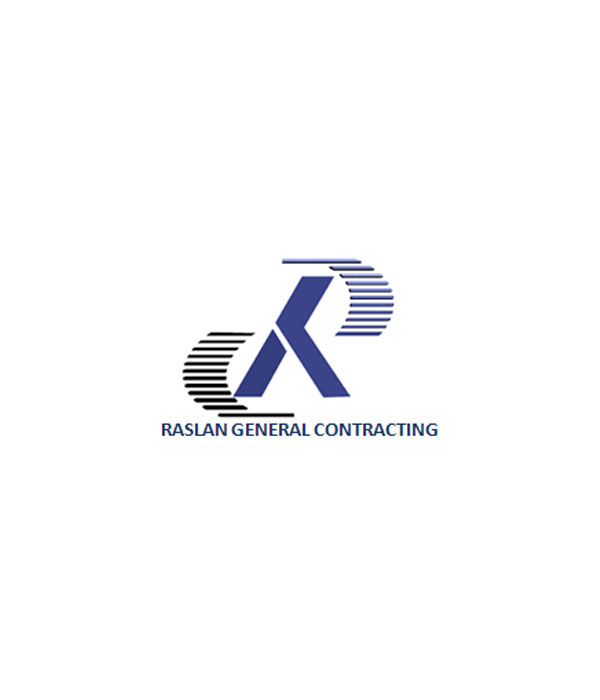 RASLAN GENERAL CONTRACTING